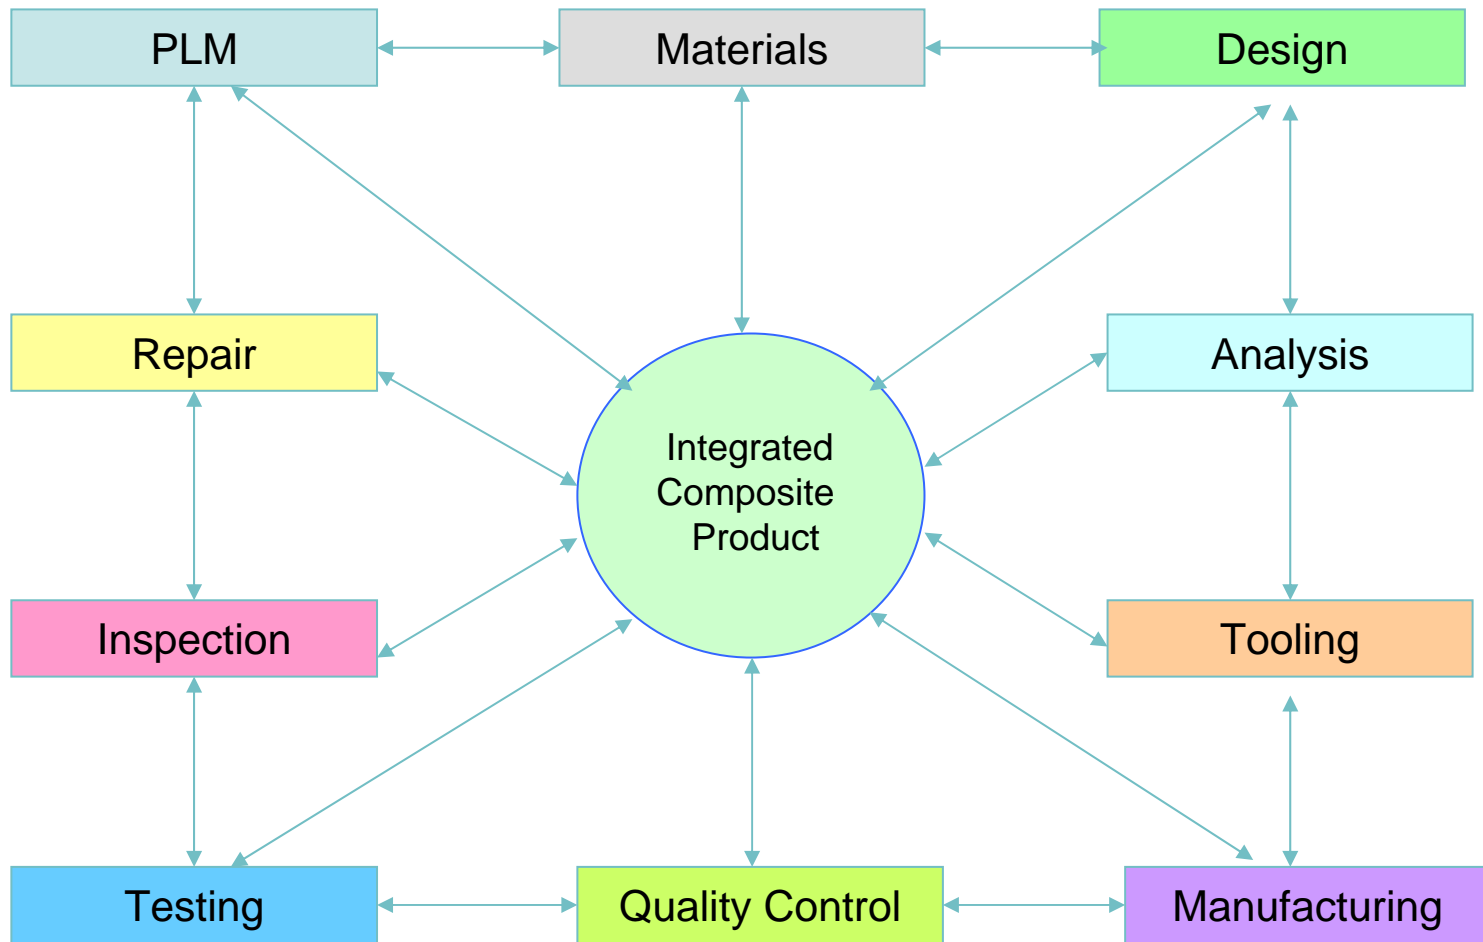 PLM
Materials
Design
Repair
Analysis
Integrated
Composite
Product
Inspection
Tooling
Testing
Quality Control
Manufacturing